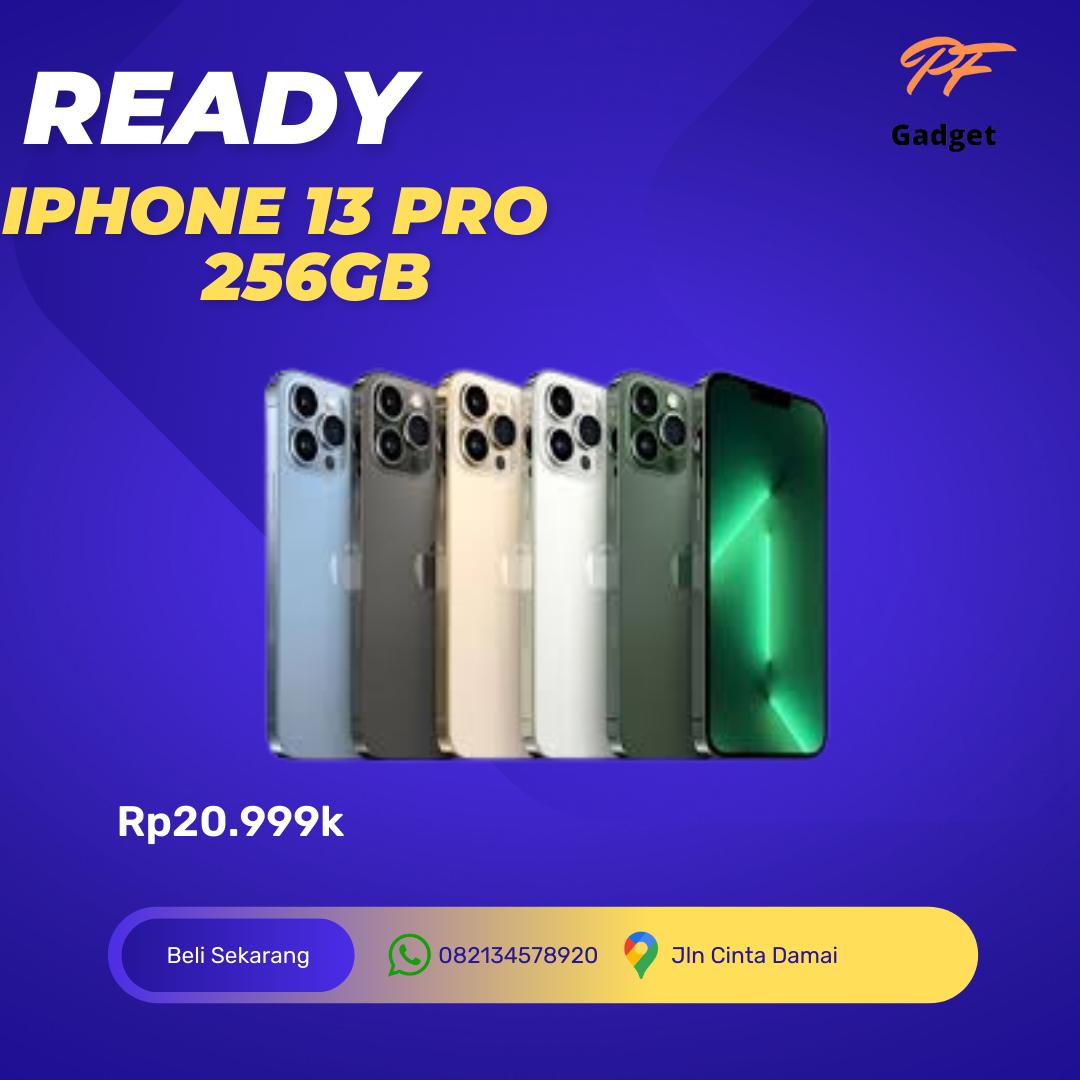 PF
Gadget
READY
IPHONE 13 PRO
256GB
Rp20.999k
Beli Sekarang
082134578920
Jln Cinta Damai